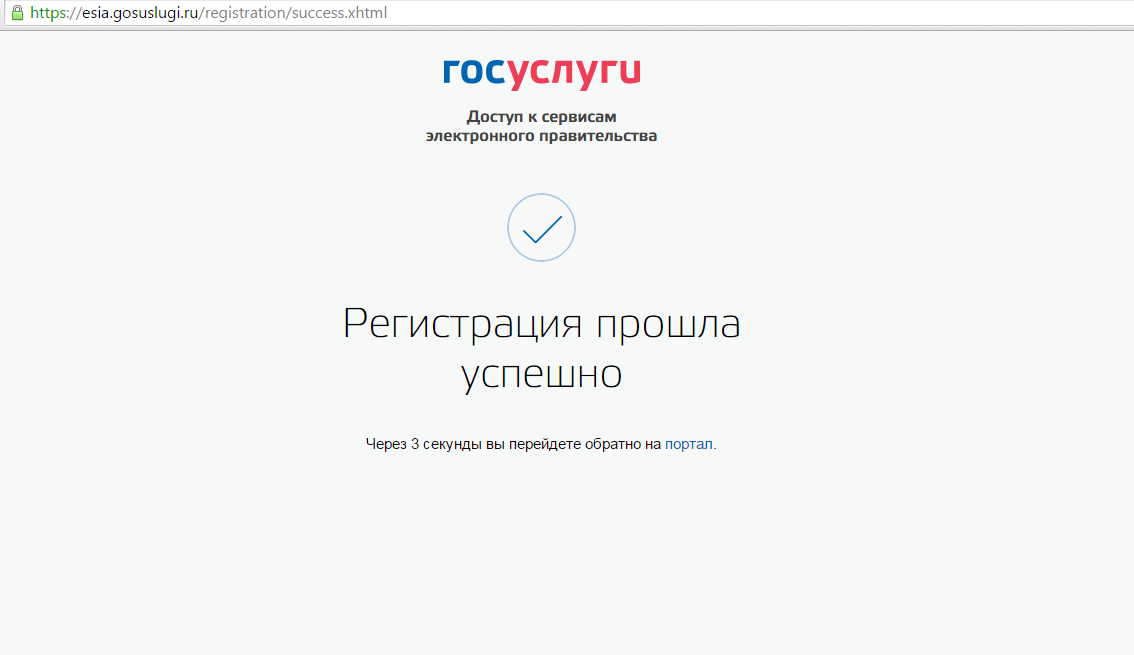 https://esia.gosuslugi.ru/registration/success.xhtml
госуслуги
Доступ к сервисам
электронного правительства
Регистрация прошла
успешно
Через 3 секунды вы перейдете обратно на портал.